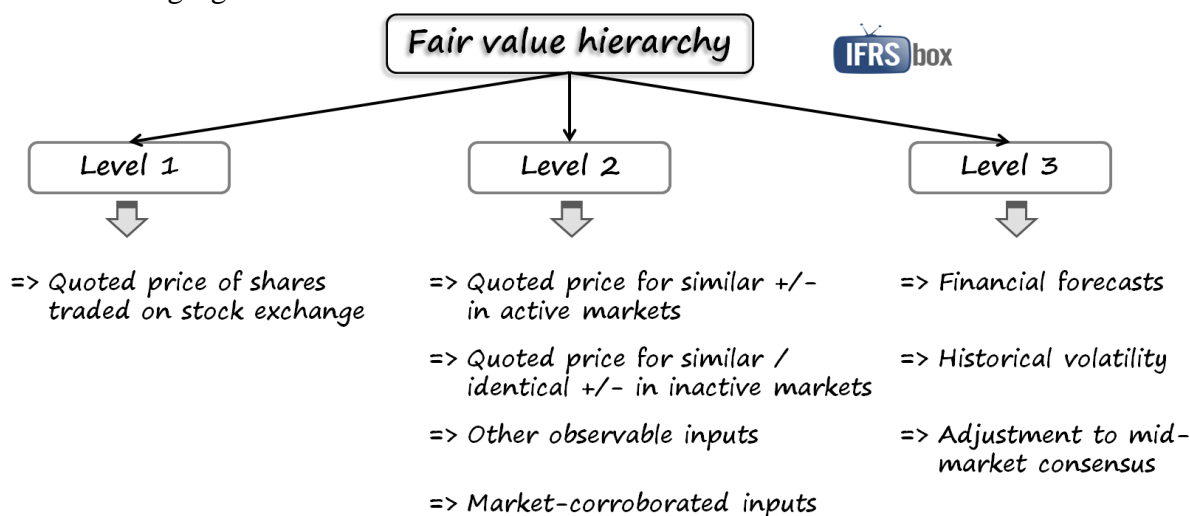 Fair value hierarchy
IFRS box
Level 1
=> Quoted price of shares
traded on stock exchange
Level 2
=> Quoted price for similar +/-
in active markets
=> Quoted price for similar /
identical +/- in inactive markets
=> Other observable inputs
=> Market-corroborated inputs
Level 3
=> Financial forecasts
=> Historical volatility
=> Adjustment to mid-
market consensus